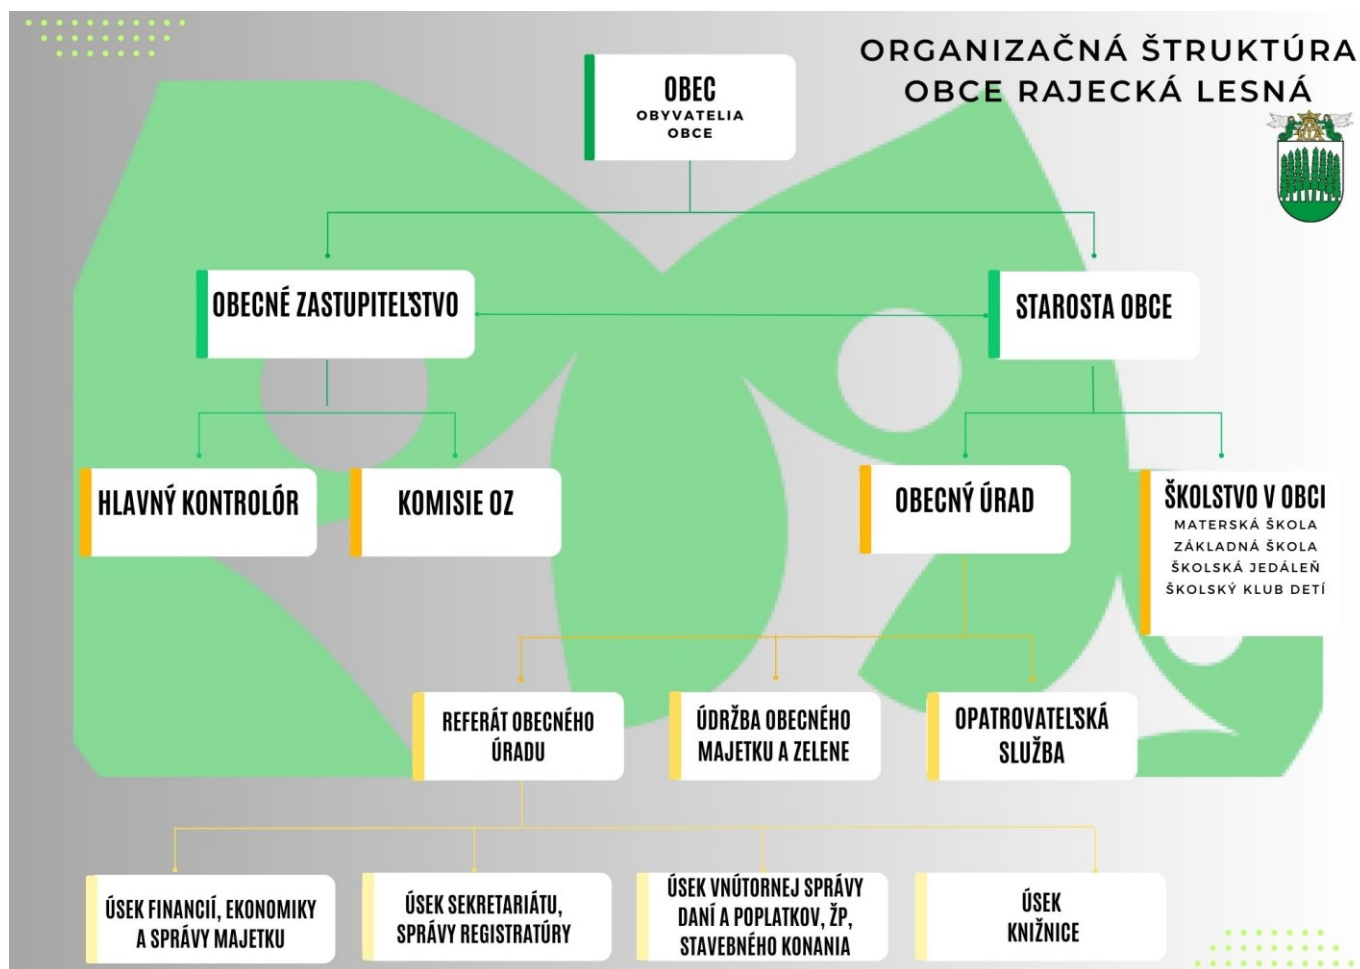 ORGANIZAČNÁ ŠTRUKTÚRA
OBCE RAJECKÁ LESNÁ
OBEC
OBYVATELIA
OBCE
OBECNÉ ZASTUPITEĽSTVO
STAROSTA OBCE
HLAVNÝ KONTROLÓR
KOMISIE OZ
OBECNÝ ÚRAD
ŠKOLSTVO V OBCI
MATERSKÁ ŠKOLA
ZÁKLADNÁ ŠKOLA
ŠKOLSKÁ JEDÁLEŇ
ŠKOLSKÝ KLUB DETÍ
REFERÁT OBECNÉHO
ÚRADU
ÚDRŽBA OBECNÉHO
MAJETKU A ZELENE
OPATROVATEĽSKÁ
SLUŽBA
ÚSEK FINANCIÍ, EKONOMIKY
A SPRÁVY MAJETKU
ÚSEK SEKRETARIÁTU,
SPRÁVY REGISTRATÚRY
ÚSEK VNÚTORNEJ SPRÁVY
DANÍ A POPLATKOV, ŽP,
STAVEBNÉHO KONANIA
ÚSEK
KNIŽNICE